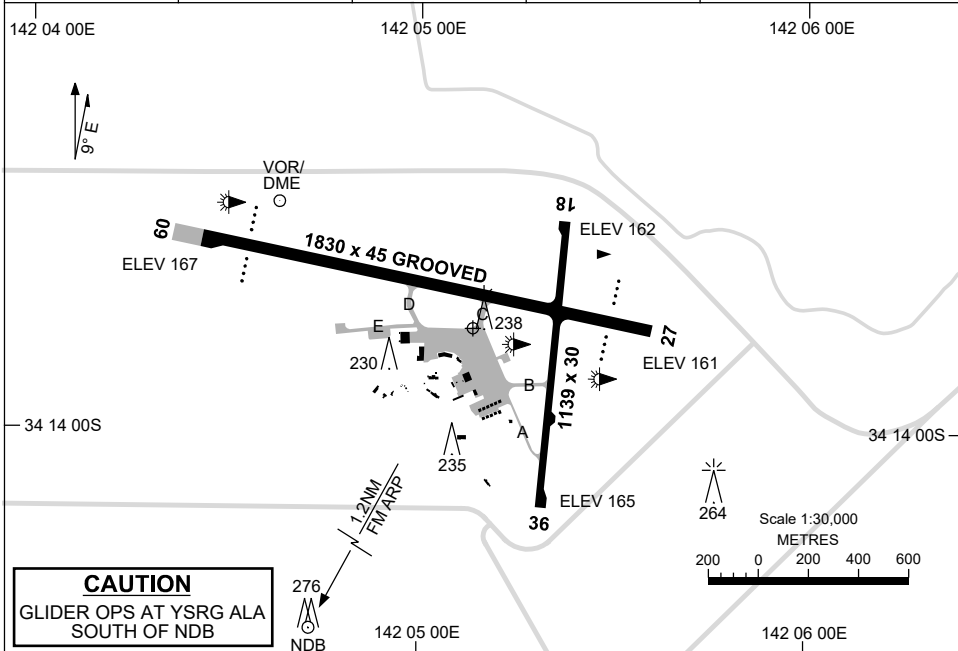 142 04 00E
142 05 00E
142 06 00E
9° E
VOR/
DME
09
18
1830 x 45 GROOVED
ELEV 162
ELEV 167
D
C
238
E
27
230
ELEV 161
1139 x 30
B
34 14 00S
A
34 14 00S
235
ELEV 165
264
36
1.2NM
FM ARP
Scale 1:30,000
METRES
200 0 200 400 600
CAUTION
GLIDER OPS AT YSRG ALA
SOUTH OF NDB
276
NDB
142 05 00E
142 06 00E